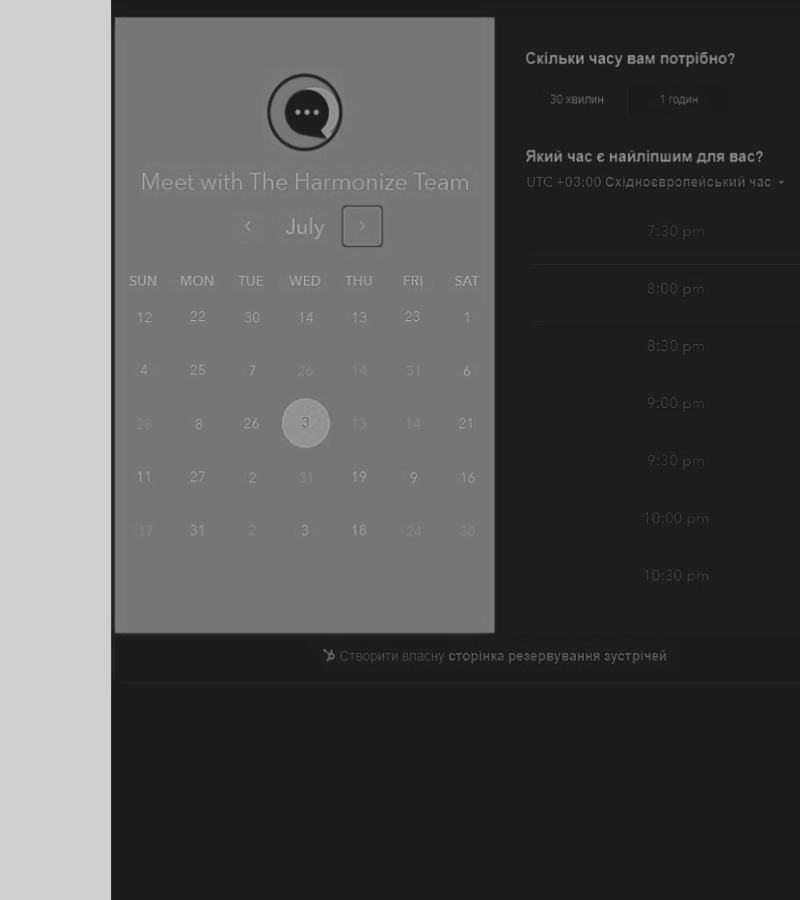 Meet with The Harmonize Team
July
SUN MON TUE WED THU FRI SAT
12 22 30 14 13 23 1
4 25 7 26 14 31 6
28 8 26 3 13 14 21
11 27 2 31 19 9 16
17 31 2 3 18 24 30
Скільки часу вам потрібно?
30 хвилин 1 годин
Який час є найліпшим для вас?
UTC +03:00 Східноєвропейський час
7:30 pm
8:00 pm
8:30 pm
9:00 pm
9:30 pm
10:00 pm
10:30 pm
Створити власну сторінка резервування зустрічей